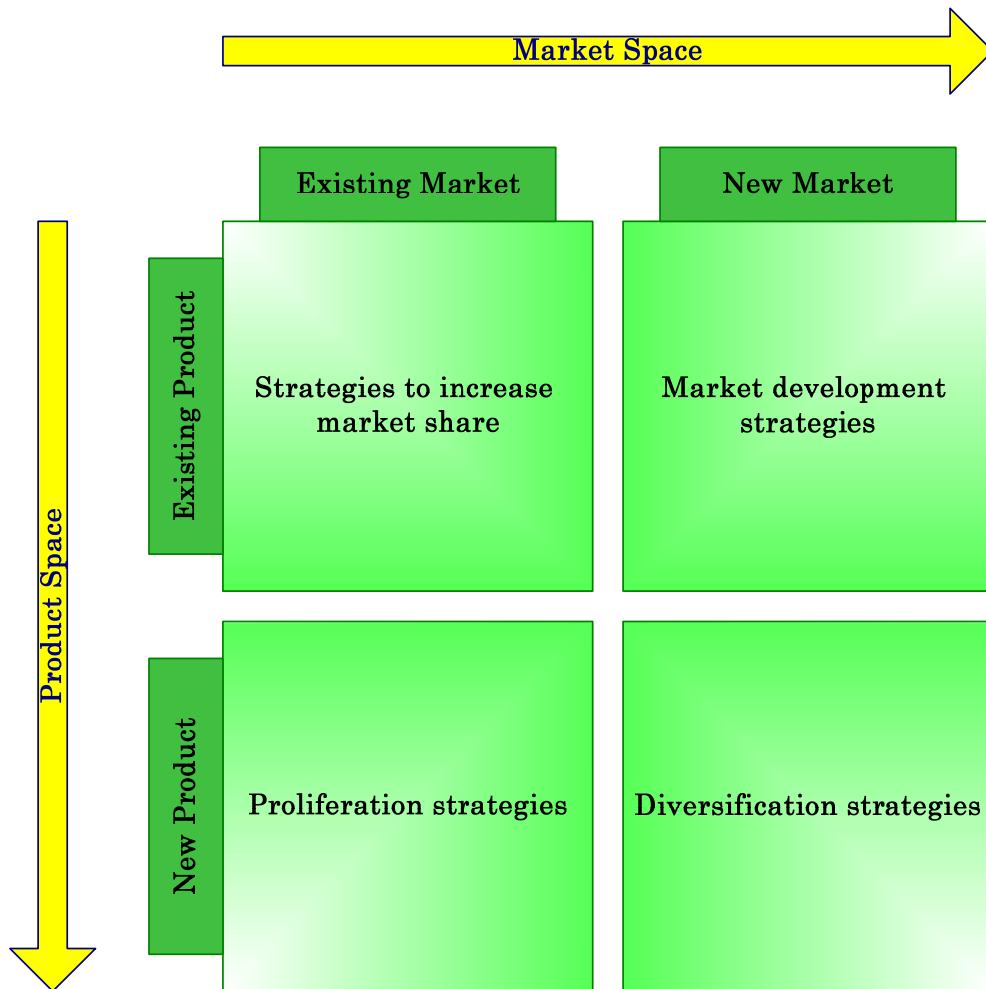 Market Space
Existing Market
New Market
Existing Product
Strategies to increase
market share
Market development
strategies
Product Space
New Product
Proliferation strategies
Diversification strategies